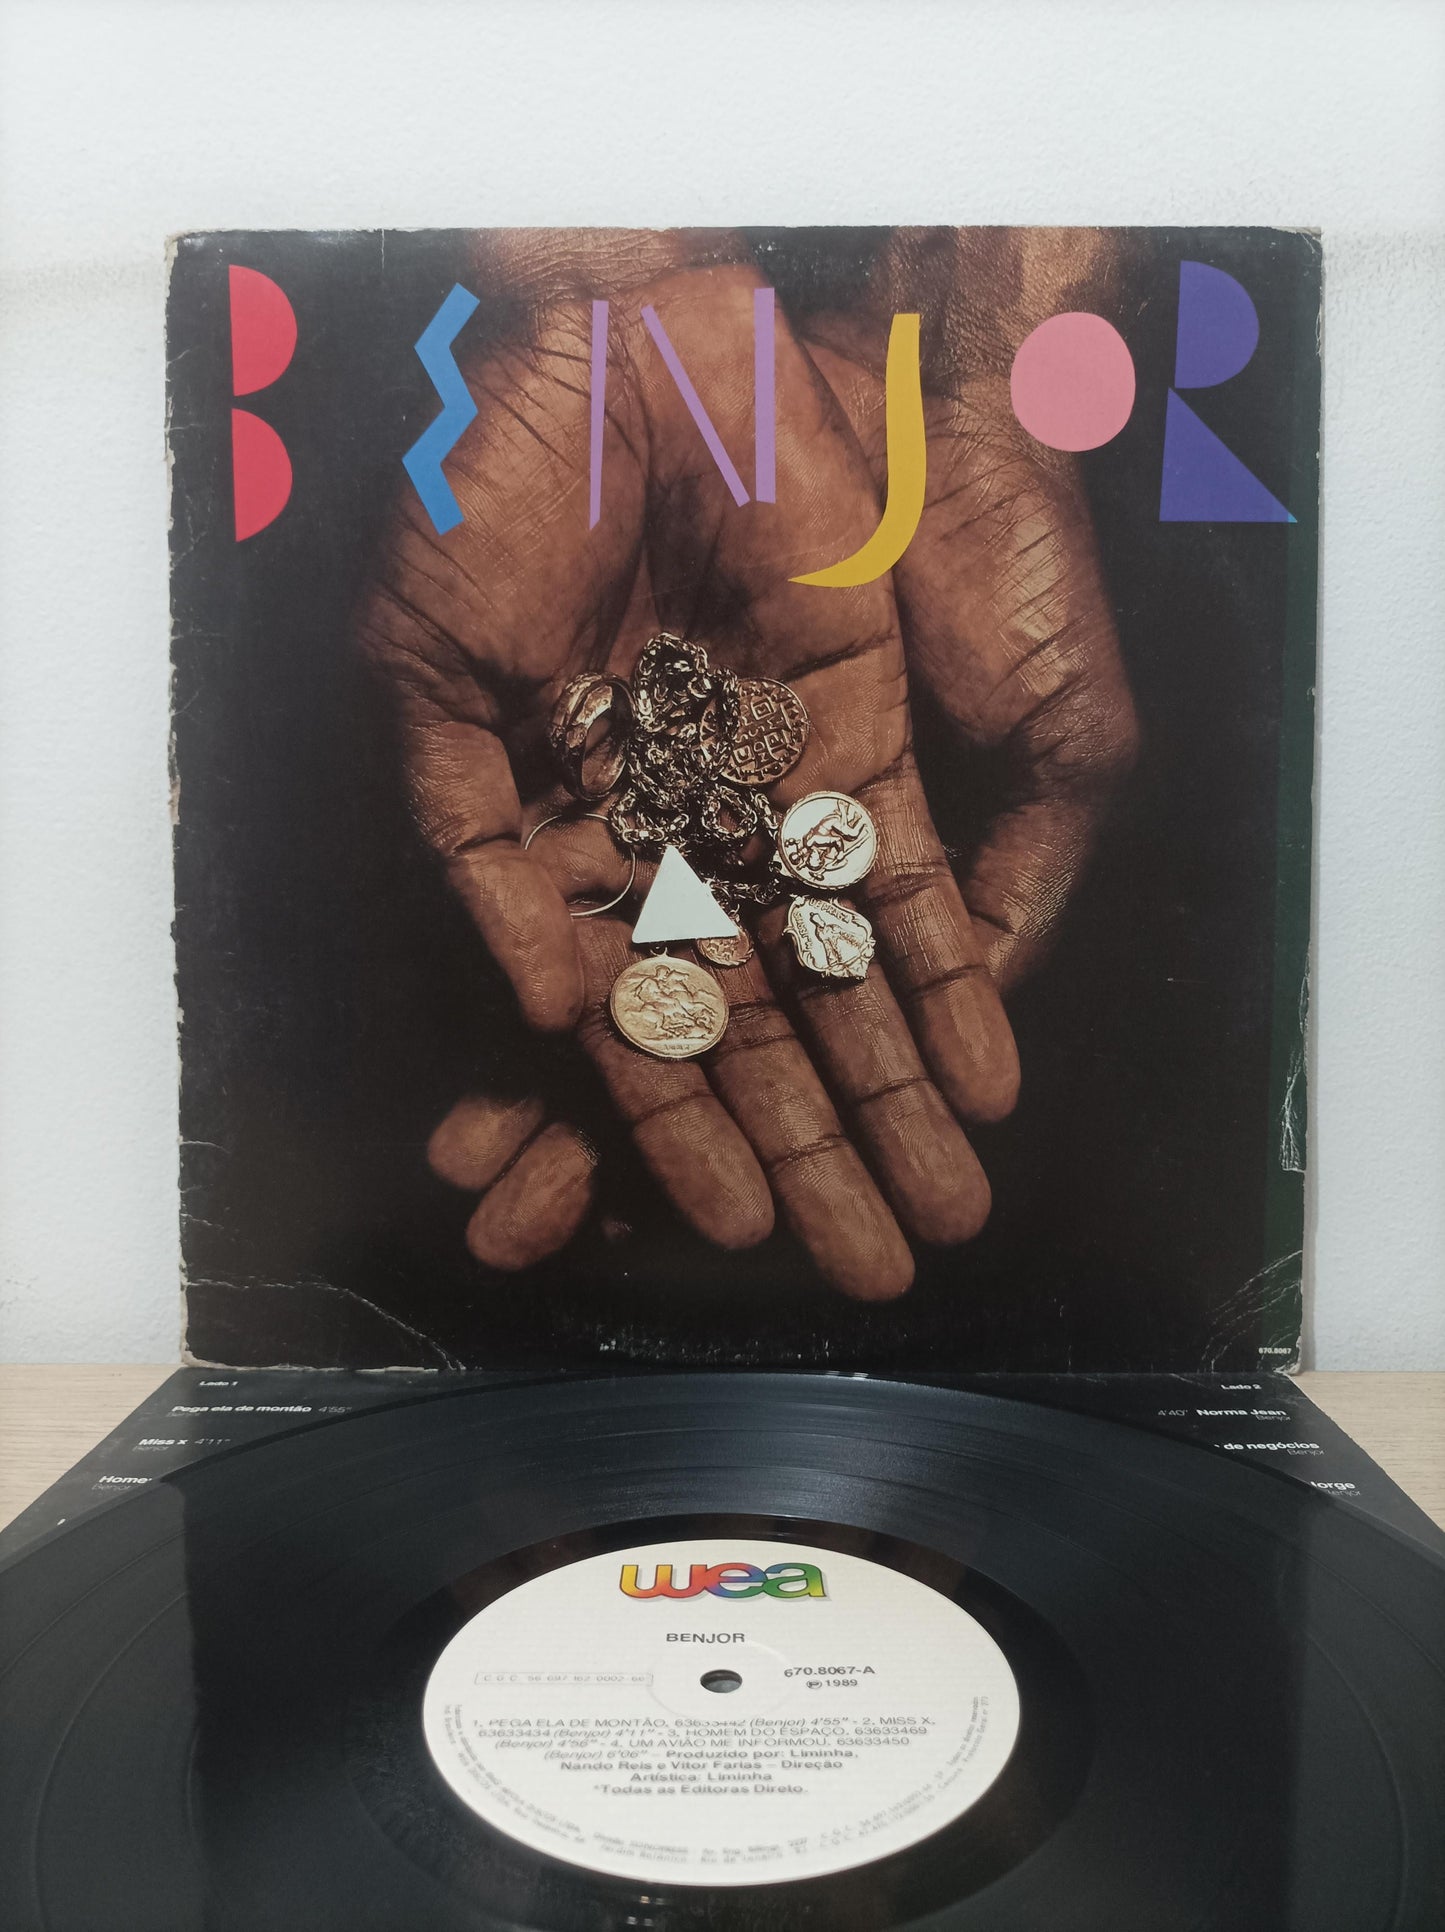 BENJOR
670.8067
Lado 1
Pega ela de montão 4'55"
Benjor
Miss x 4'11"
Benjor
Home
Benjor
Lado 2
4'40" Norma Jean
Benjor
de negócios
Benjor
Jorge
Benjor
wea
BENJOR
670.8067-A
Ⓟ 1989
1. PEGA ELA DE MONTÃO, 63633442 (Benjor) 4'55" - 2. MISS X,
63633434 (Benjor) 4'11" - 3. HOMEM DO ESPAÇO, 63633469
(Benjor) 4'56" - 4. UM AVIÃO ME INFORMOU, 63633450
(Benjor) 6'06" – Produzido por: Liminha,
Nando Reis e Vitor Farias – Direção
Artística: Liminha
*Todas as Editoras Direto.